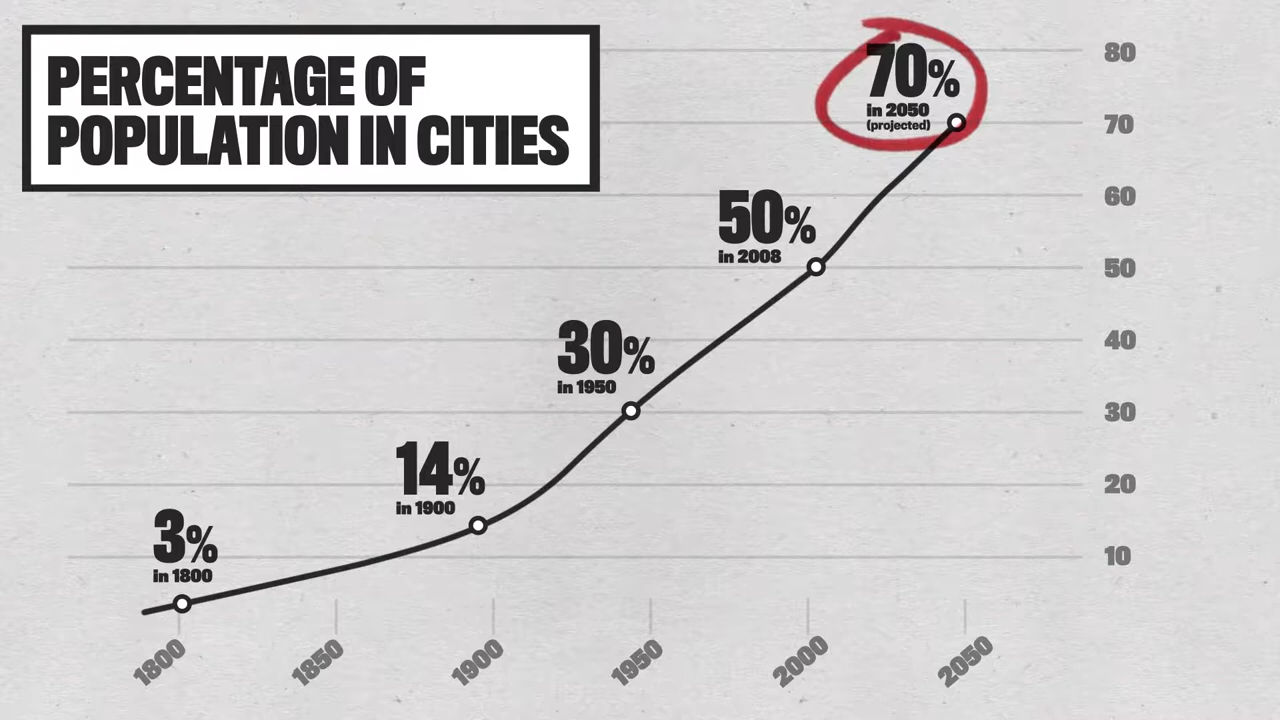 PERCENTAGE OF
POPULATION IN CITIES
70%
in 2050
(projected)
80
70
60
50%
in 2008
50
40
30%
in 1950
30
14%
in 1900
20
3%
in 1800
10
1800
1850
1900
1950
2000
2050